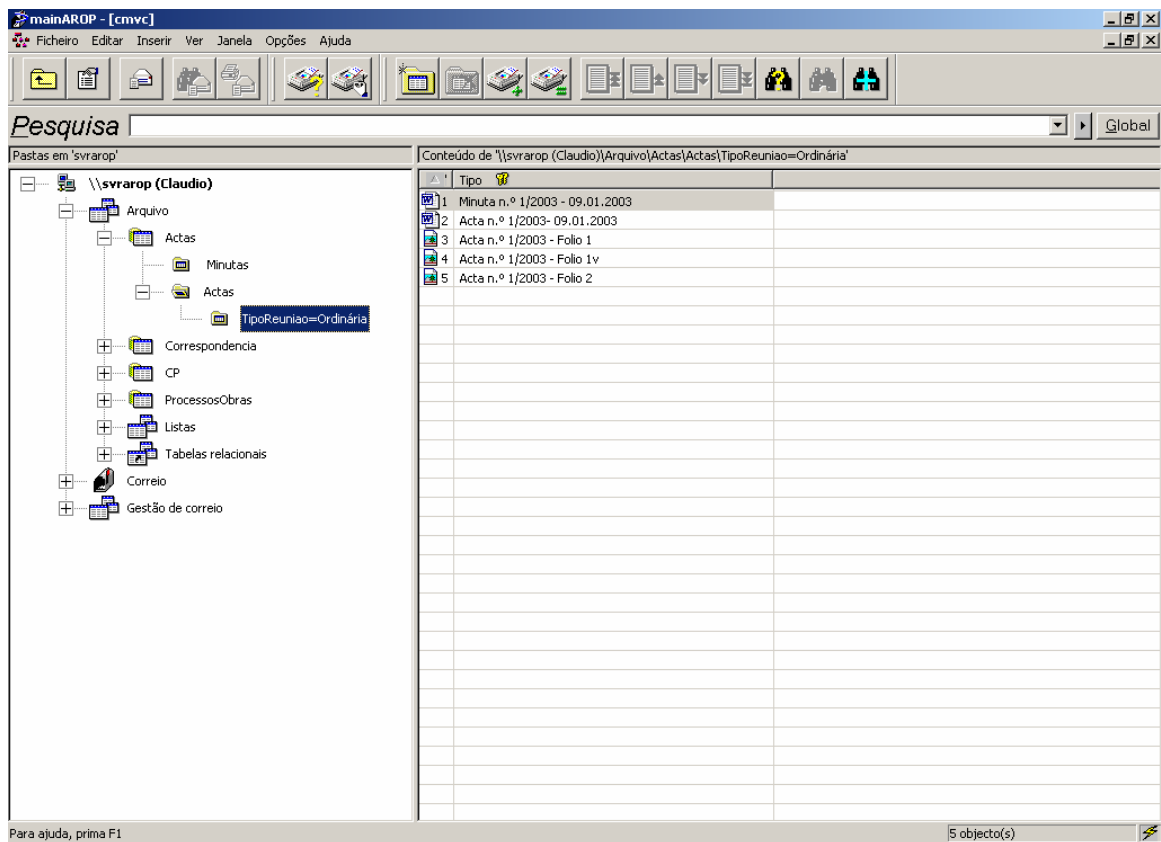 mainAROP - [cmvc]
Ficheiro Editar Inserir Ver Janela Opções Ajuda
Pesquisa
Global
Pastas em 'svrarop'
Conteúdo de '\\svrarop (Claudio)\Arquivo\Actas\Actas\TipoReuniao=Ordinária'
\\svrarop (Claudio)
Arquivo
Actas
Minutas
Actas
TipoReuniao=Ordinária
Correspondencia
CP
ProcessosObras
Listas
Tabelas relacionais
Correio
Gestão de correio
Tipo
1 Minuta n.º 1/2003 - 09.01.2003
2 Acta n.º 1/2003- 09.01.2003
3 Acta n.º 1/2003 - Folio 1
4 Acta n.º 1/2003 - Folio 1v
5 Acta n.º 1/2003 - Folio 2
Para ajuda, prima F1
5 objecto(s)